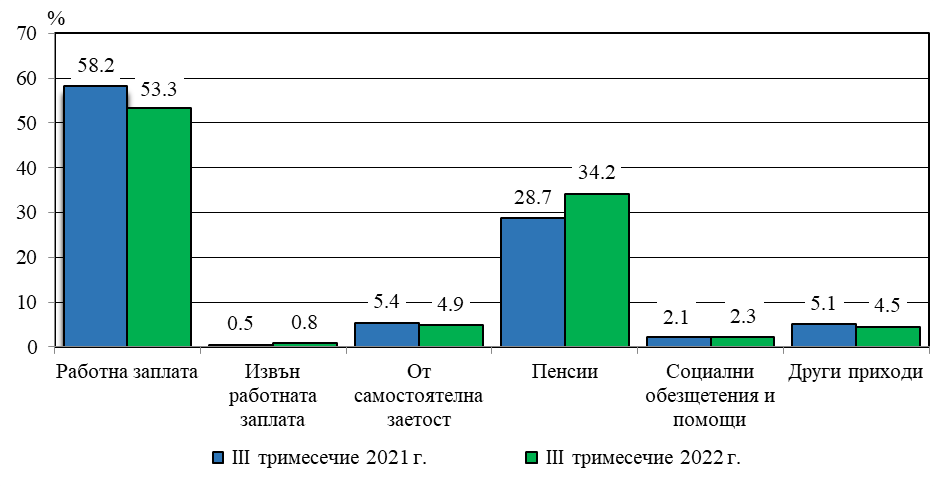 %
70
58.2
60
53.3
50
40
34.2
28.7
30
20
10
5.4
4.9
5.1
4.5
0.5
0.8
2.1
2.3
0
Работна заплата
Извън
работната
заплата
От
самостоятелна
заетост
Пенсии
Социални
обезщетения и
помощи
Други приходи
III тримесечие 2021 г.
III тримесечие 2022 г.